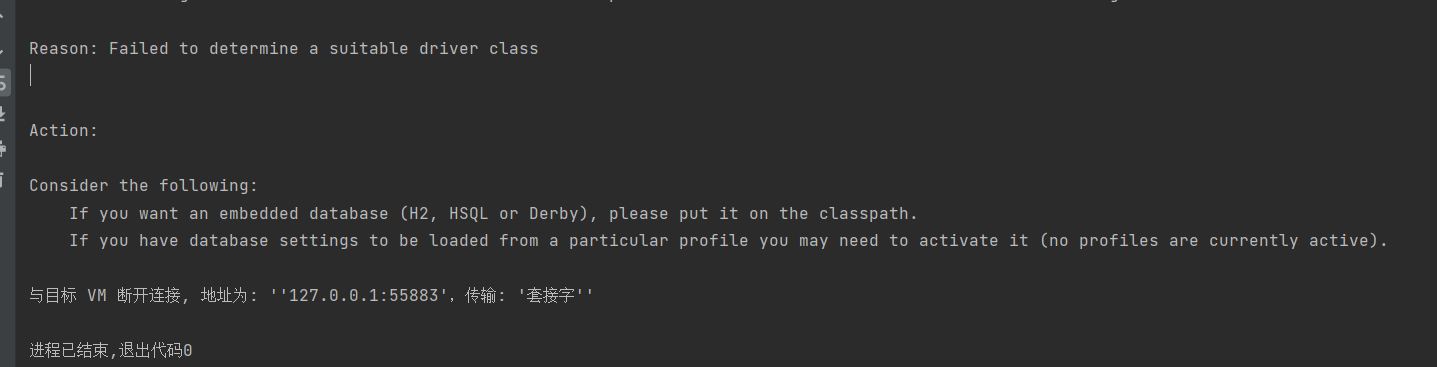 Reason: Failed to determine a suitable driver class
Action:
Consider the following:
If you want an embedded database (H2, HSQL or Derby), please put it on the classpath.
If you have database settings to be loaded from a particular profile you may need to activate it (no profiles are currently active).
与目标 VM 断开连接, 地址为: ''127.0.0.1:55883'，传输: '套接字''
进程已结束,退出代码0